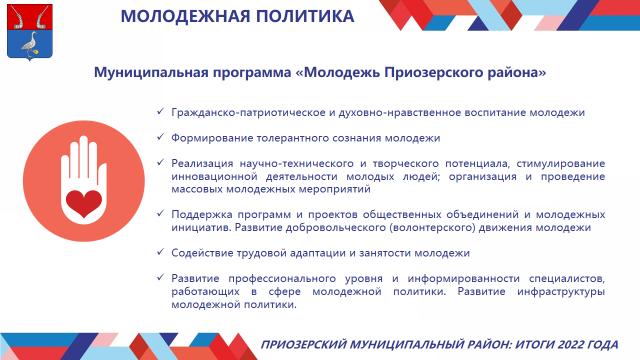 МОЛОДЕЖНАЯ ПОЛИТИКА
Муниципальная программа «Молодежь Приозерского района»
✓ Гражданско-патриотическое и духовно-нравственное воспитание молодежи
✓ Формирование толерантного сознания молодежи
✓ Реализация научно-технического и творческого потенциала, стимулирование
инновационной деятельности молодых людей; организация и проведение
массовых молодежных мероприятий
✓ Поддержка программ и проектов общественных объединений и молодежных
инициатив. Развитие добровольческого (волонтерского) движения молодежи
✓ Содействие трудовой адаптации и занятости молодежи
✓ Развитие профессионального уровня и информированности специалистов,
работающих в сфере молодежной политики. Развитие инфраструктуры
молодежной политики.
ПРИОЗЕРСКИЙ МУНИЦИПАЛЬНЫЙ РАЙОН: ИТОГИ 2022 ГОДА